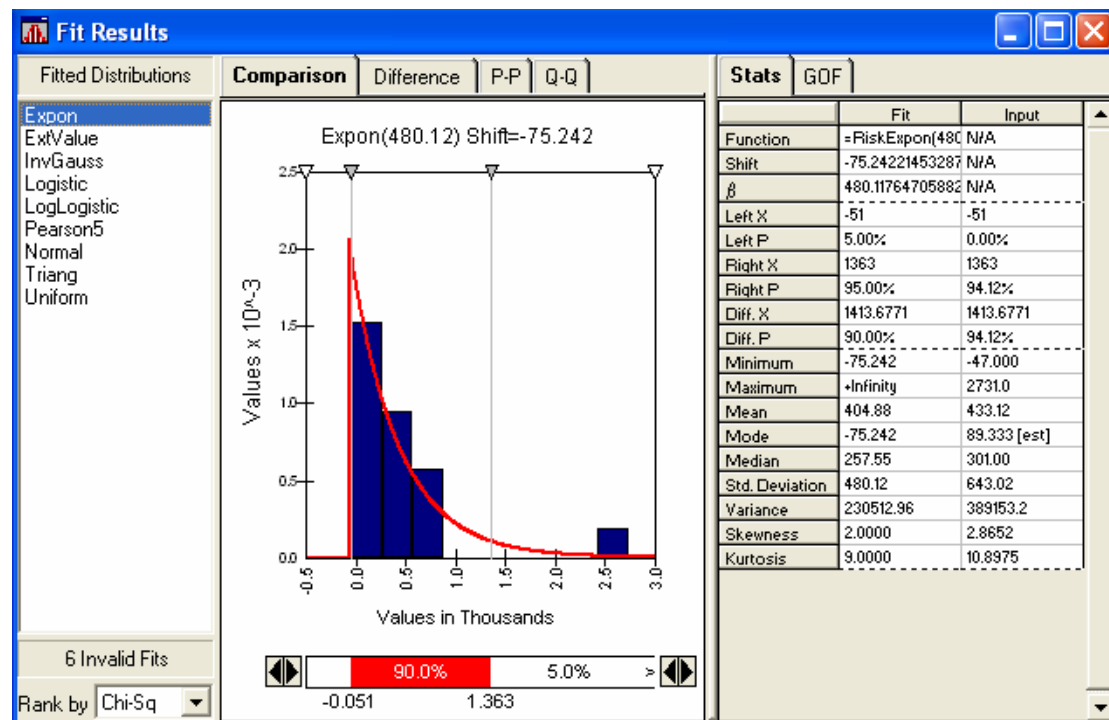 Fit Results
Fitted Distributions
Expon
ExtValue
InvGauss
Logistic
LogLogistic
Pearson5
Normal
Triang
Uniform
6 Invalid Fits
Rank by Chi-Sq
Comparison Difference P-P Q-Q
Expon(480.12) Shift=-75.242
Values x 10^-3
2.5
2.0
1.5
1.0
0.5
0.0
-0.5 0.0 0.5 1.0 1.5 2.0 2.5 3.0
Values in Thousands
90.0% 5.0% >
-0.051 1.363
Stats GOF
Fit Input
Function =RiskExpon(480 N/A
Shift -75.24221453287 N/A
β 480.11764705882 N/A
Left X -51 -51
Left P 5.00% 0.00%
Right X 1363 1363
Right P 95.00% 94.12%
Diff. X 1413.6771 1413.6771
Diff. P 90.00% 94.12%
Minimum -75.242 -47.000
Maximum +Infinity 2731.0
Mean 404.88 433.12
Mode -75.242 89.333 [est]
Median 257.55 301.00
Std. Deviation 480.12 643.02
Variance 230512.96 389153.2
Skewness 2.0000 2.8652
Kurtosis 9.0000 10.8975